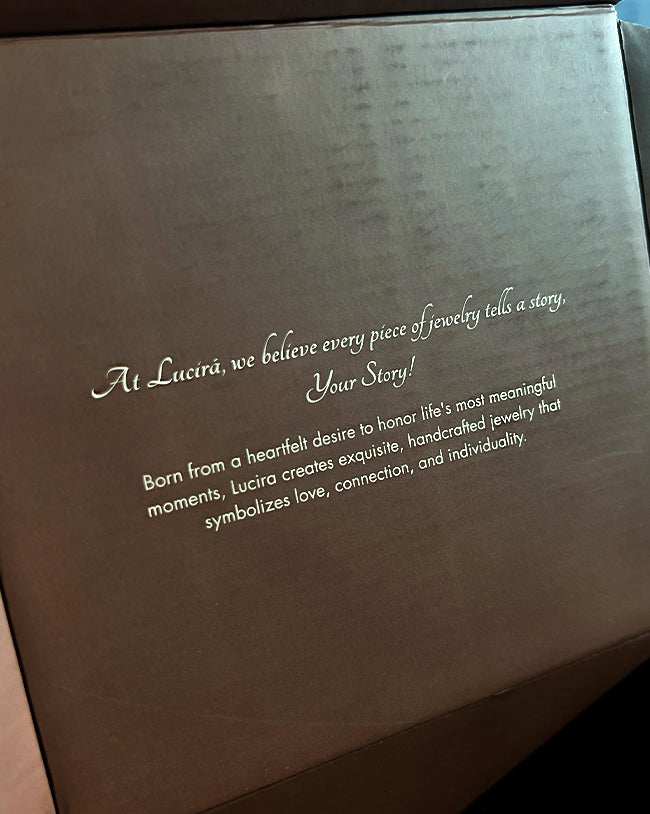 At Lucirá, we believe every piece of jewelry tells a story,
Your Story!
Born from a heartfelt desire to honor life's most meaningful
moments, Lucira creates exquisite, handcrafted jewelry that
symbolizes love, connection, and individuality.